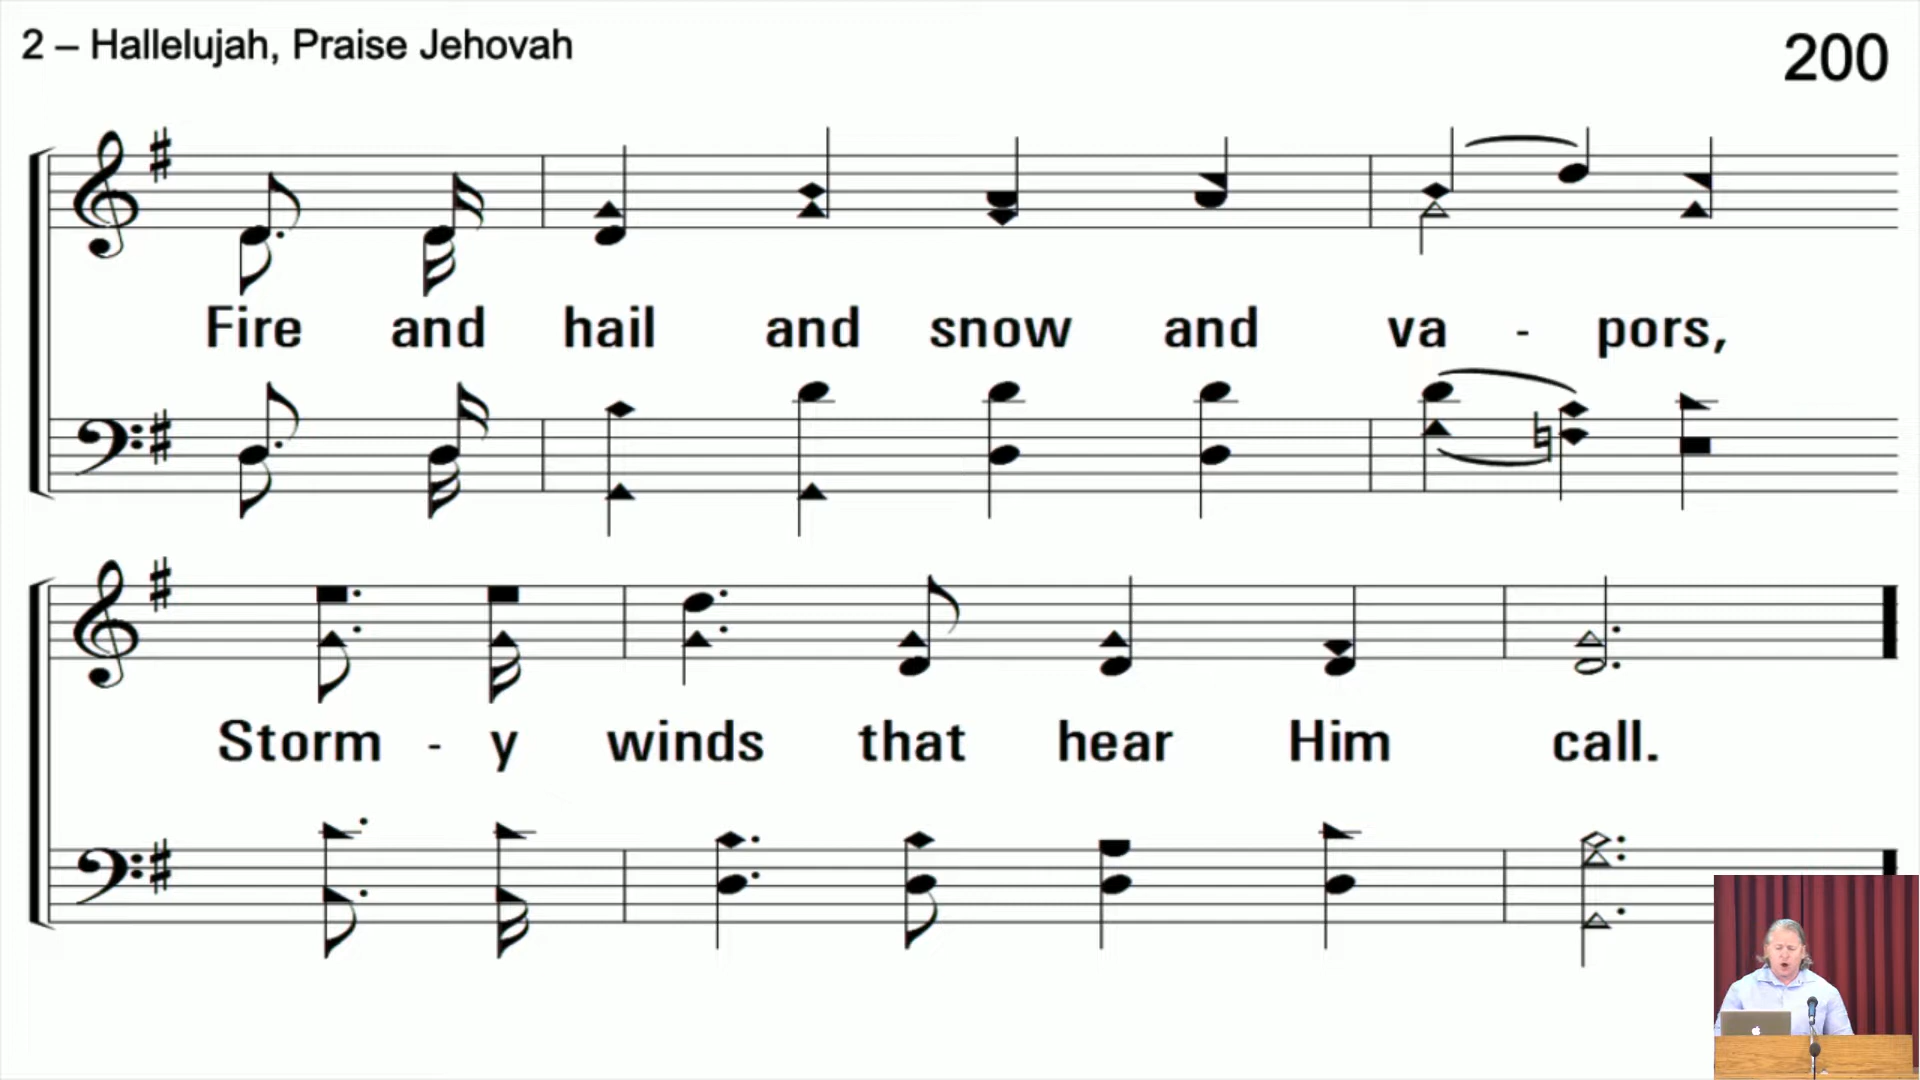 2 – Hallelujah, Praise Jehovah
200
Fire and hail and snow and va - pors,
Storm - y winds that hear Him call.